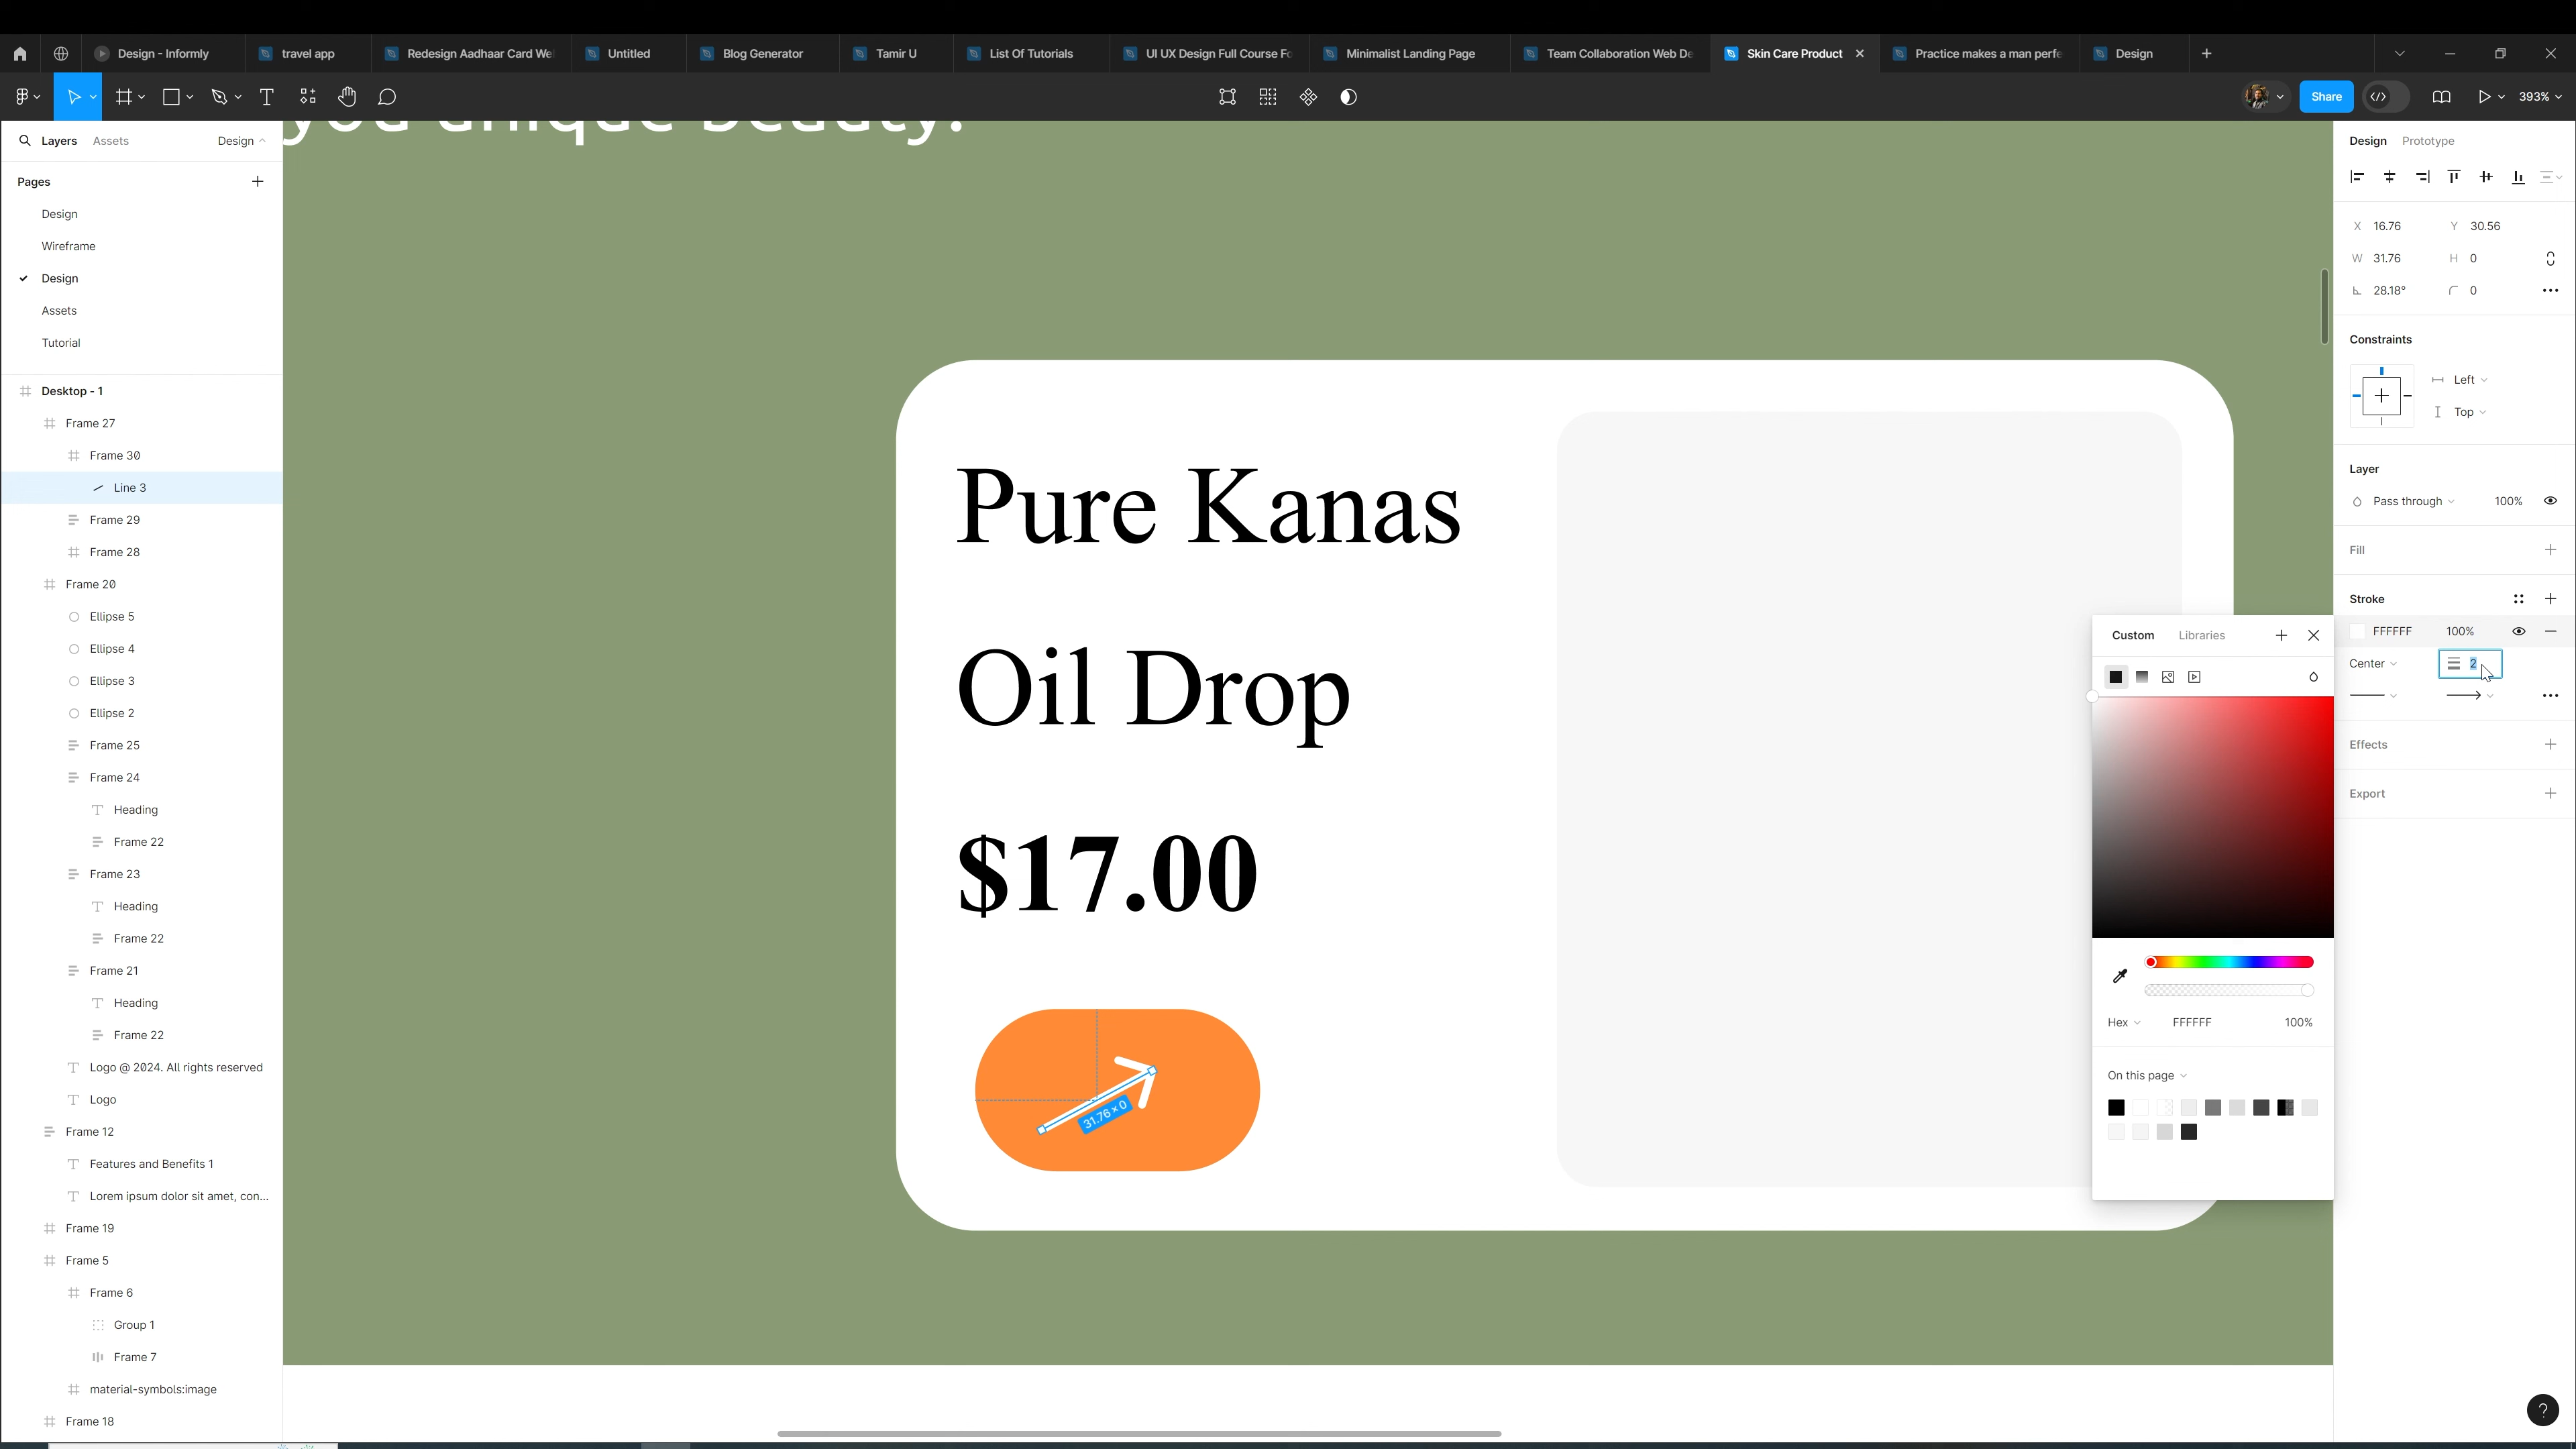 Design - Informly
travel app
Redesign Aadhaar Card We
Untitled
Blog Generator
Tamir U
List Of Tutorials
UI UX Design Full Course Fo
Minimalist Landing Page
Team Collaboration Web De
Skin Care Product
Practice makes a man perfe
Design
Share
393%
Layers
Assets
Design
you unique beauty.
Pages
Design
Wireframe
Design
Assets
Tutorial
Desktop - 1
Frame 27
Frame 30
Line 3
Frame 29
Frame 28
Frame 20
Ellipse 5
Ellipse 4
Ellipse 3
Ellipse 2
Frame 25
Frame 24
Heading
Frame 22
Frame 23
Heading
Frame 22
Frame 21
Heading
Frame 22
Logo @ 2024. All rights reserved
Logo
Frame 12
Features and Benefits 1
Lorem ipsum dolor sit amet, con...
Frame 19
Frame 5
Frame 6
Group 1
Frame 7
material-symbols:image
Frame 18
Pure Kanas
Oil Drop
$17.00
31.76 × 0
Design
Prototype
X 16.76
Y 30.56
W 31.76
H 0
28.18°
0
Constraints
Left
Top
Layer
Pass through
100%
Fill
Stroke
FFFFFF
100%
Center
2
Effects
Export
Custom
Libraries
Hex
FFFFFF
100%
On this page
?